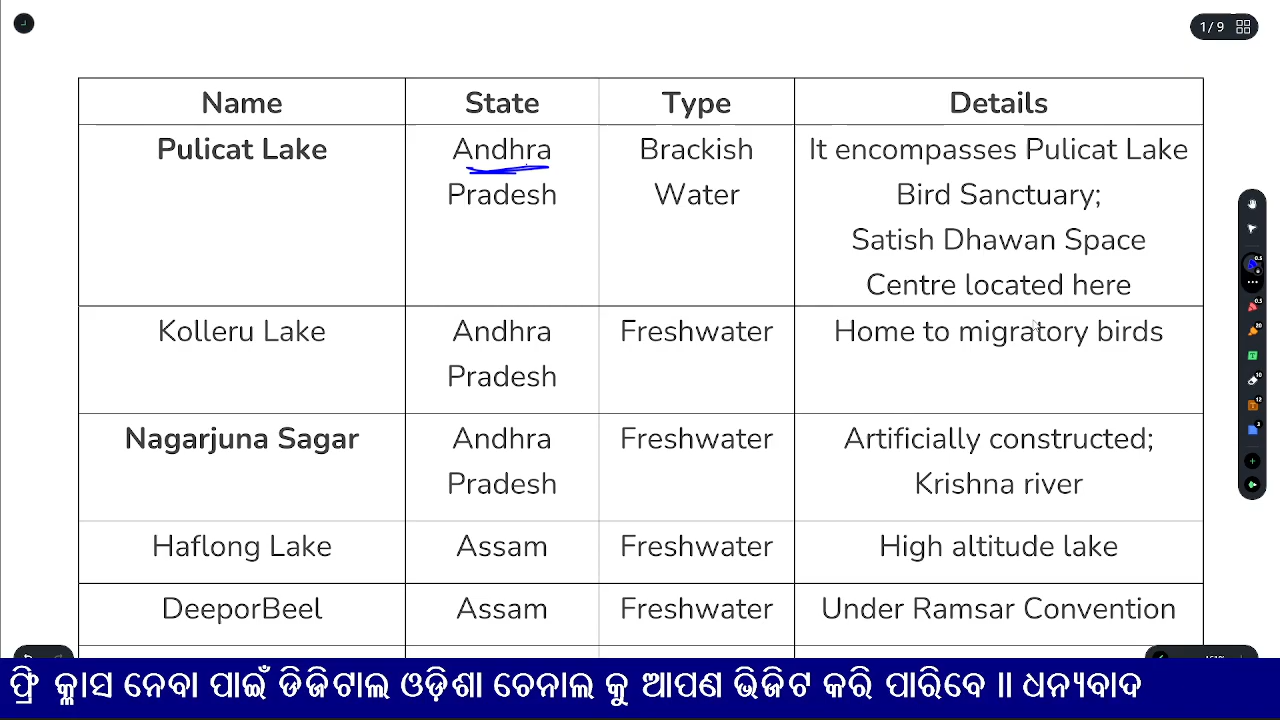 1/9
Name State Type Details
Pulicat Lake Andhra Brackish It encompasses Pulicat Lake
Pradesh Water Bird Sanctuary;
Satish Dhawan Space
Centre located here
Kolleru Lake Andhra Freshwater Home to migratory birds
Pradesh
Nagarjuna Sagar Andhra Freshwater Artificially constructed;
Pradesh Krishna river
Haflong Lake Assam Freshwater High altitude lake
DeeporBeel Assam Freshwater Under Ramsar Convention
ଫ୍ରି କ୍ଳାସ ନେବା ପାଇଁ ଡିଜିଟାଲ ଓଡ଼ିଶା ଚେନାଲ କୁ ଆପଣ ଭିଜିଟ କରି ପାରିବେ ॥ ଧନ୍ୟବାଦ